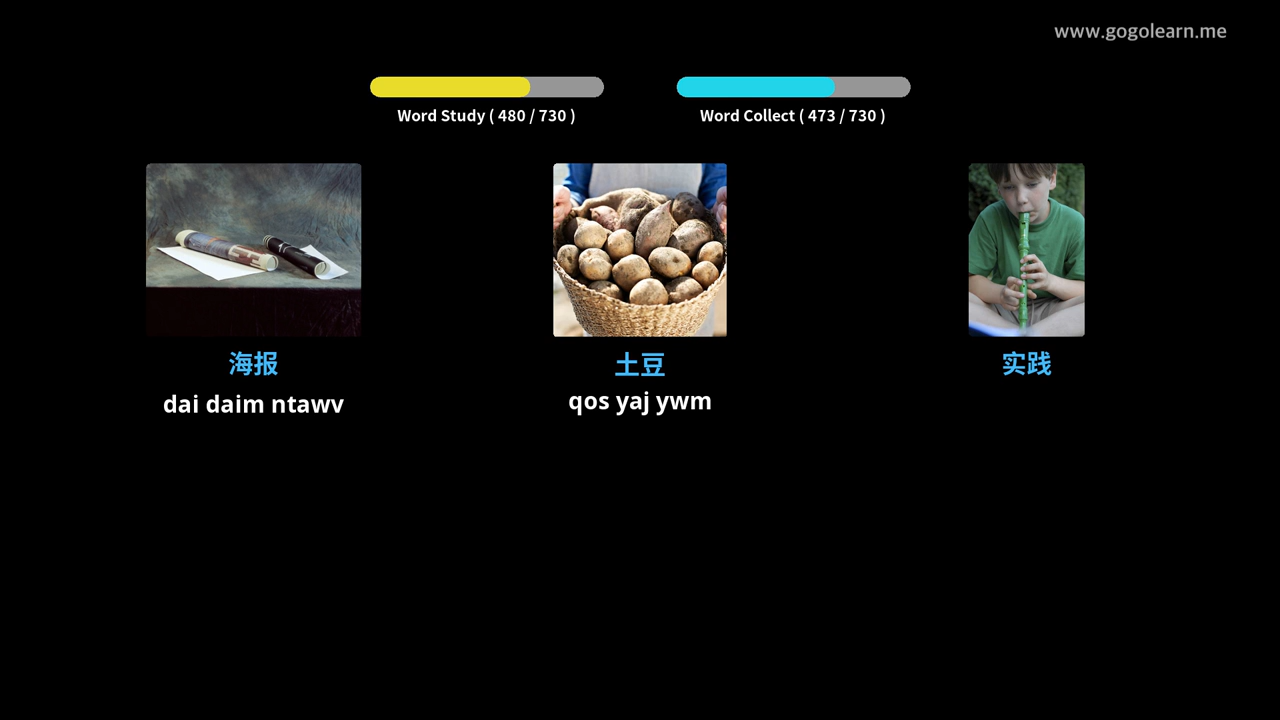 www.gogolearn.me
Word Study ( 480 / 730 )
Word Collect ( 473 / 730 )
海报
dai daim ntawv
土豆
qos yaj ywm
实践